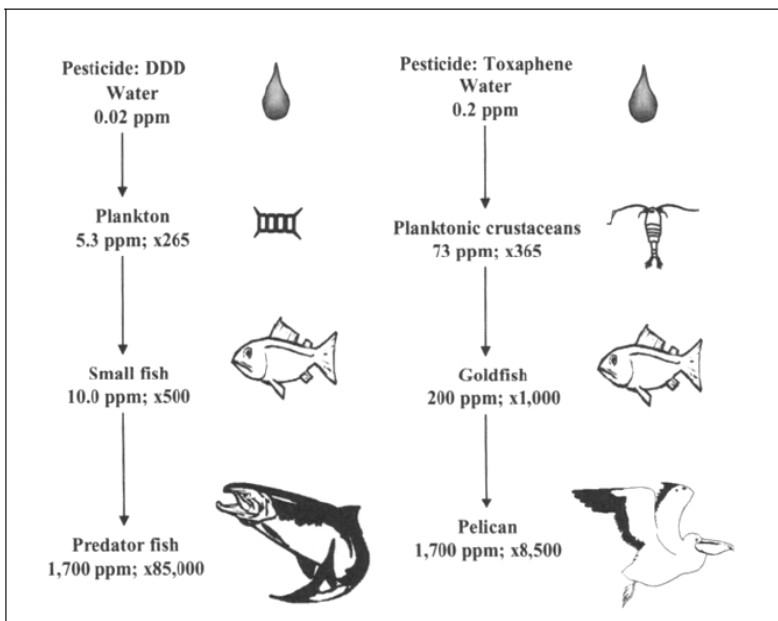 Pesticide: DDD
Water
0.02 ppm
Plankton
5.3 ppm; x265
Small fish
10.0 ppm; x500
Predator fish
1,700 ppm; x85,000
Pesticide: Toxaphene
Water
0.2 ppm
Planktonic crustaceans
73 ppm; x365
Goldfish
200 ppm; x1,000
Pelican
1,700 ppm; x8,500